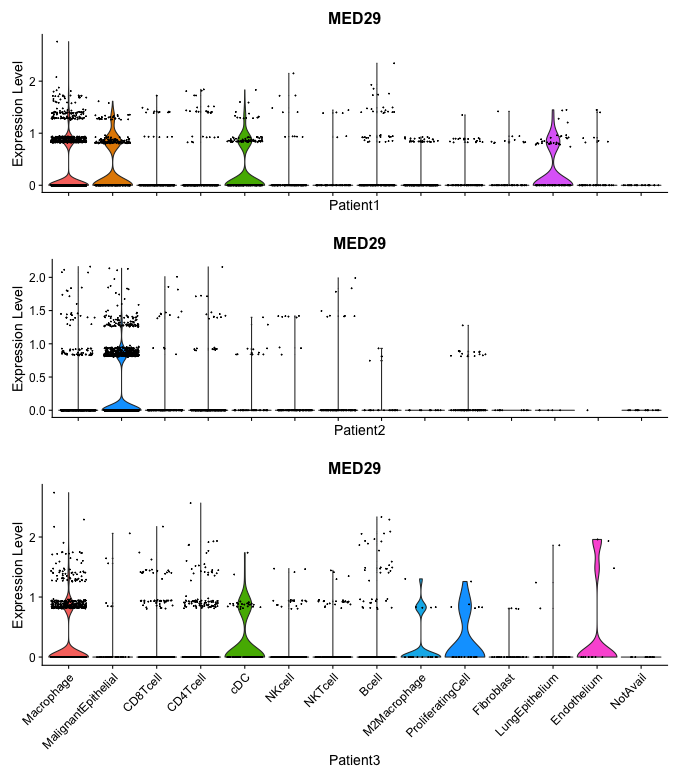 MED29
Expression Level
2
1
0
Patient1
MED29
Expression Level
2.0
1.5
1.0
0.5
0.0
Patient2
MED29
Expression Level
2
1
0
Macrophage
MalignantEpithelial
CD8Tcell
CD4Tcell
cDC
NKcell
NKTcell
Bcell
M2Macrophage
ProliferatingCell
Fibroblast
LungEpithelium
Endothelium
NotAvail
Patient3